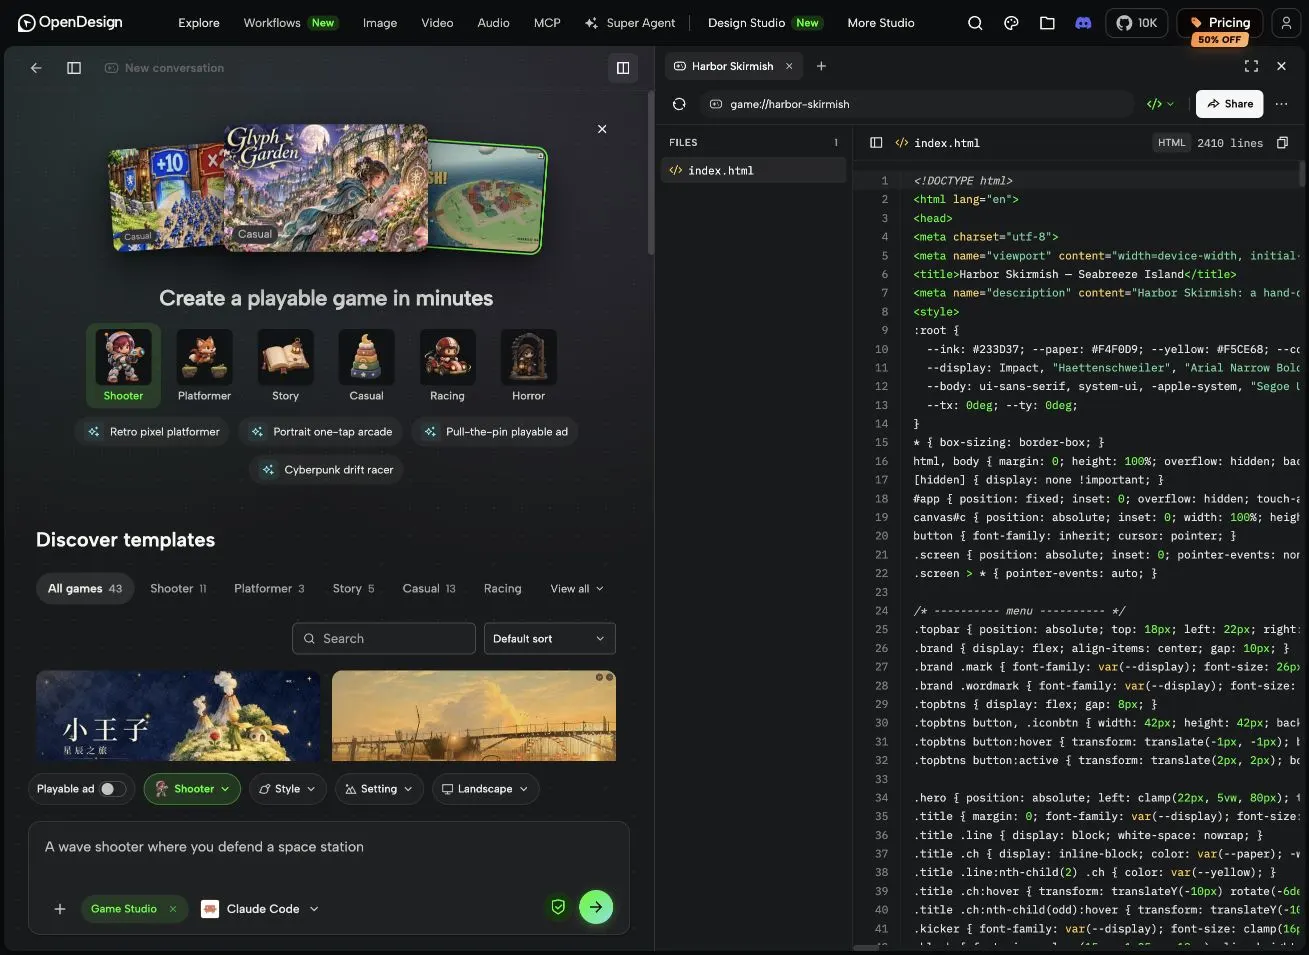 OpenDesign
Explore Workflows New Image Video Audio MCP Super Agent Design Studio New More Studio
10K
Pricing
50% OFF
New conversation
+10
X
Casual
Glyph
Garden
Casual
SH!
Create a playable game in minutes
Shooter Platformer Story Casual Racing Horror
Retro pixel platformer Portrait one-tap arcade Pull-the-pin playable ad
Cyberpunk drift racer
Discover templates
All games 43 Shooter 11 Platformer 3 Story 5 Casual 13 Racing View all
Search Default sort
小王子
星辰之旅
Playable ad Shooter Style Setting Landscape
A wave shooter where you defend a space station
Game Studio × Claude Code
Harbor Skirmish ×
game://harbor-skirmish
</> Share ...
FILES 1
</> index.html
</> index.html HTML 2410 lines
1 <!DOCTYPE html>
2 <html lang="en">
3 <head>
4 <meta charset="utf-8">
5 <meta name="viewport" content="width=device-width, initial-
6 <title>Harbor Skirmish — Seabreeze Island</title>
7 <meta name="description" content="Harbor Skirmish: a hand-
8 <style>
9 :root {
10 --ink: #233D37; --paper: #F4F0D9; --yellow: #F5CE68; --co
11 --display: Impact, "Haettenschweiler", "Arial Narrow Bol
12 --body: ui-sans-serif, system-ui, -apple-system, "Segoe U
13 --tx: 0deg; --ty: 0deg;
14 }
15 * { box-sizing: border-box; }
16 html, body { margin: 0; height: 100%; overflow: hidden; bac
17 [hidden] { display: none !important; }
18 #app { position: fixed; inset: 0; overflow: hidden; touch-a
19 canvas#c { position: absolute; inset: 0; width: 100%; heigh
20 button { font-family: inherit; cursor: pointer; }
21 .screen { position: absolute; inset: 0; pointer-events: non
22 .screen > * { pointer-events: auto; }
23
24 /* ---------- menu ---------- */
25 .topbar { position: absolute; top: 18px; left: 22px; right:
26 .brand { display: flex; align-items: center; gap: 10px; }
27 .brand .mark { font-family: var(--display); font-size: 26px
28 .brand .wordmark { font-family: var(--display); font-size:
29 .topbtns { display: flex; gap: 8px; }
30 .topbtns button, .iconbtn { width: 42px; height: 42px; back
31 .topbtns button:hover { transform: translate(-1px, -1px); b
32 .topbtns button:active { transform: translate(2px, 2px); bo
33
34 .hero { position: absolute; left: clamp(22px, 5vw, 80px); t
35 .title { margin: 0; font-family: var(--display); font-size:
36 .title .line { display: block; white-space: nowrap; }
37 .title .ch { display: inline-block; color: var(--paper); -w
38 .title .line:nth-child(2) .ch { color: var(--yellow); }
39 .title .ch:hover { transform: translateY(-10px) rotate(-6de
40 .title .ch:nth-child(odd):hover { transform: translateY(-10
41 .kicker { font-family: var(--display); font-size: clamp(16p